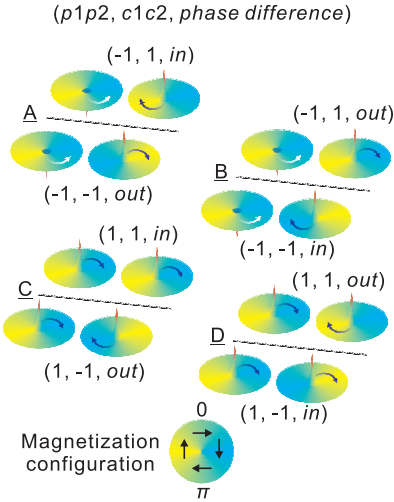 (p1p2, c1c2, phase difference)
(-1, 1, in)
A
(-1, -1, out)
(-1, 1, out)
B
(-1, -1, in)
(1, 1, in)
C
(1, -1, out)
(1, 1, out)
D
(1, -1, in)
0
Magnetization
configuration
π